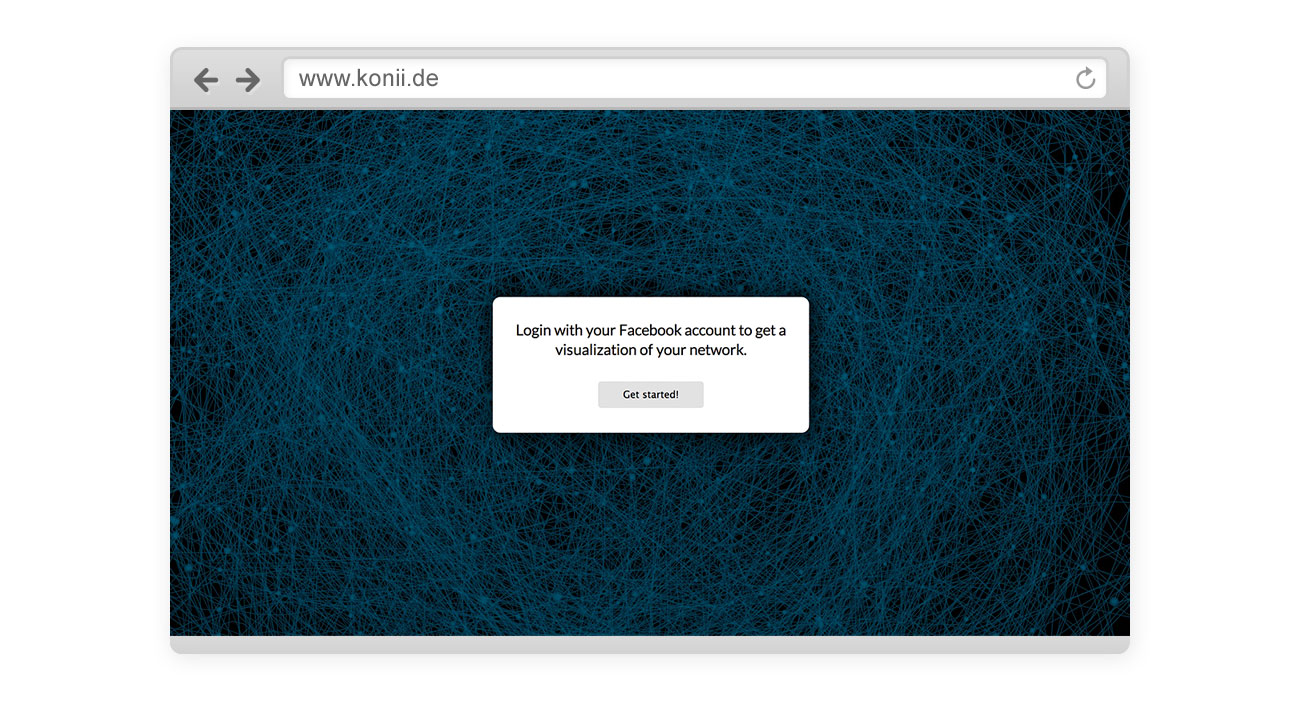 www.konii.de
Login with your Facebook account to get a
visualization of your network.
Get started!